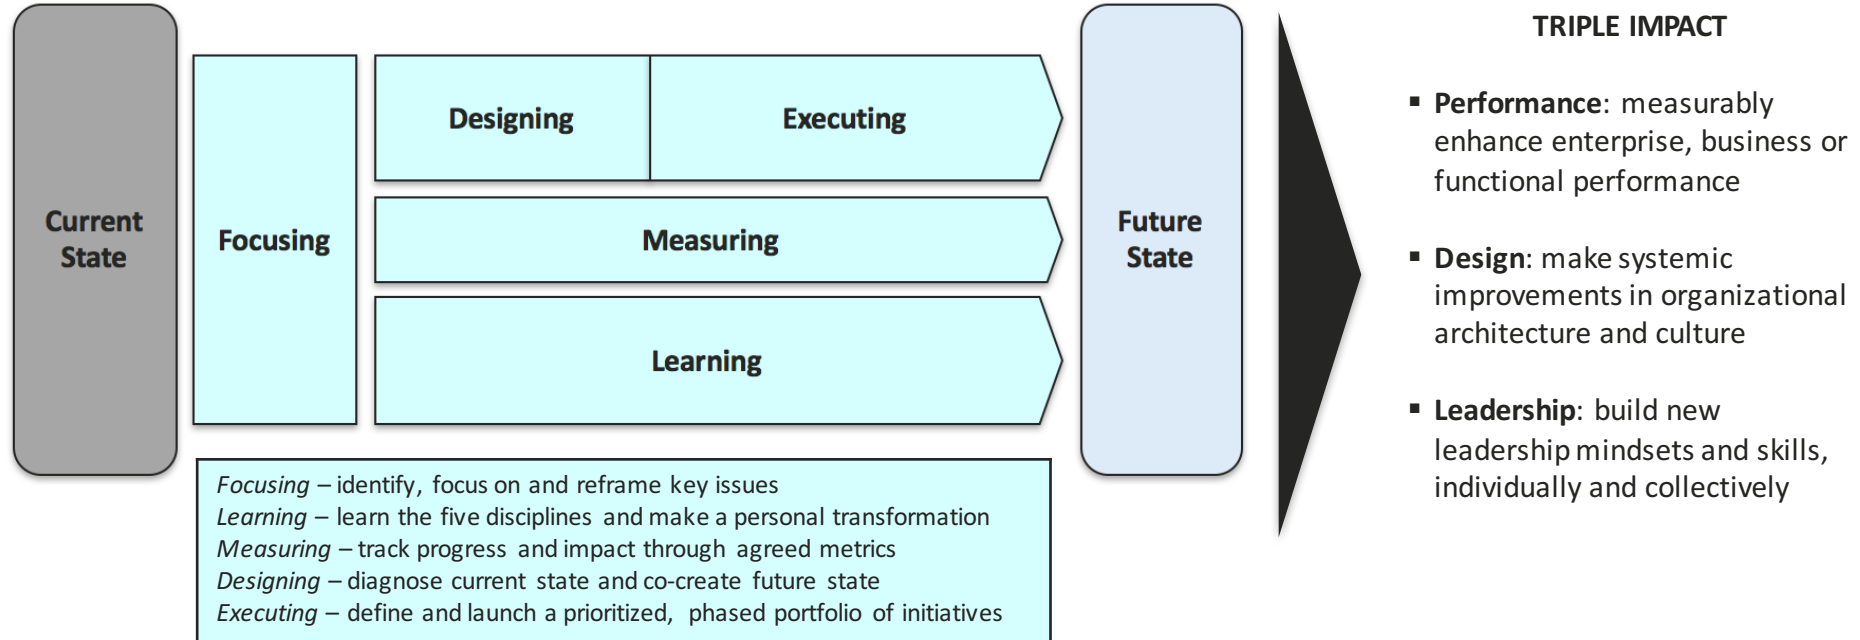 Current
State
Focusing
Designing
Executing
Measuring
Learning
Future
State
Focusing – identify, focus on and reframe key issues
Learning – learn the five disciplines and make a personal transformation
Measuring – track progress and impact through agreed metrics
Designing – diagnose current state and co-create future state
Executing – define and launch a prioritized, phased portfolio of initiatives
TRIPLE IMPACT
▪ Performance: measurably
enhance enterprise, business or
functional performance
▪ Design: make systemic
improvements in organizational
architecture and culture
▪ Leadership: build new
leadership mindsets and skills,
individually and collectively